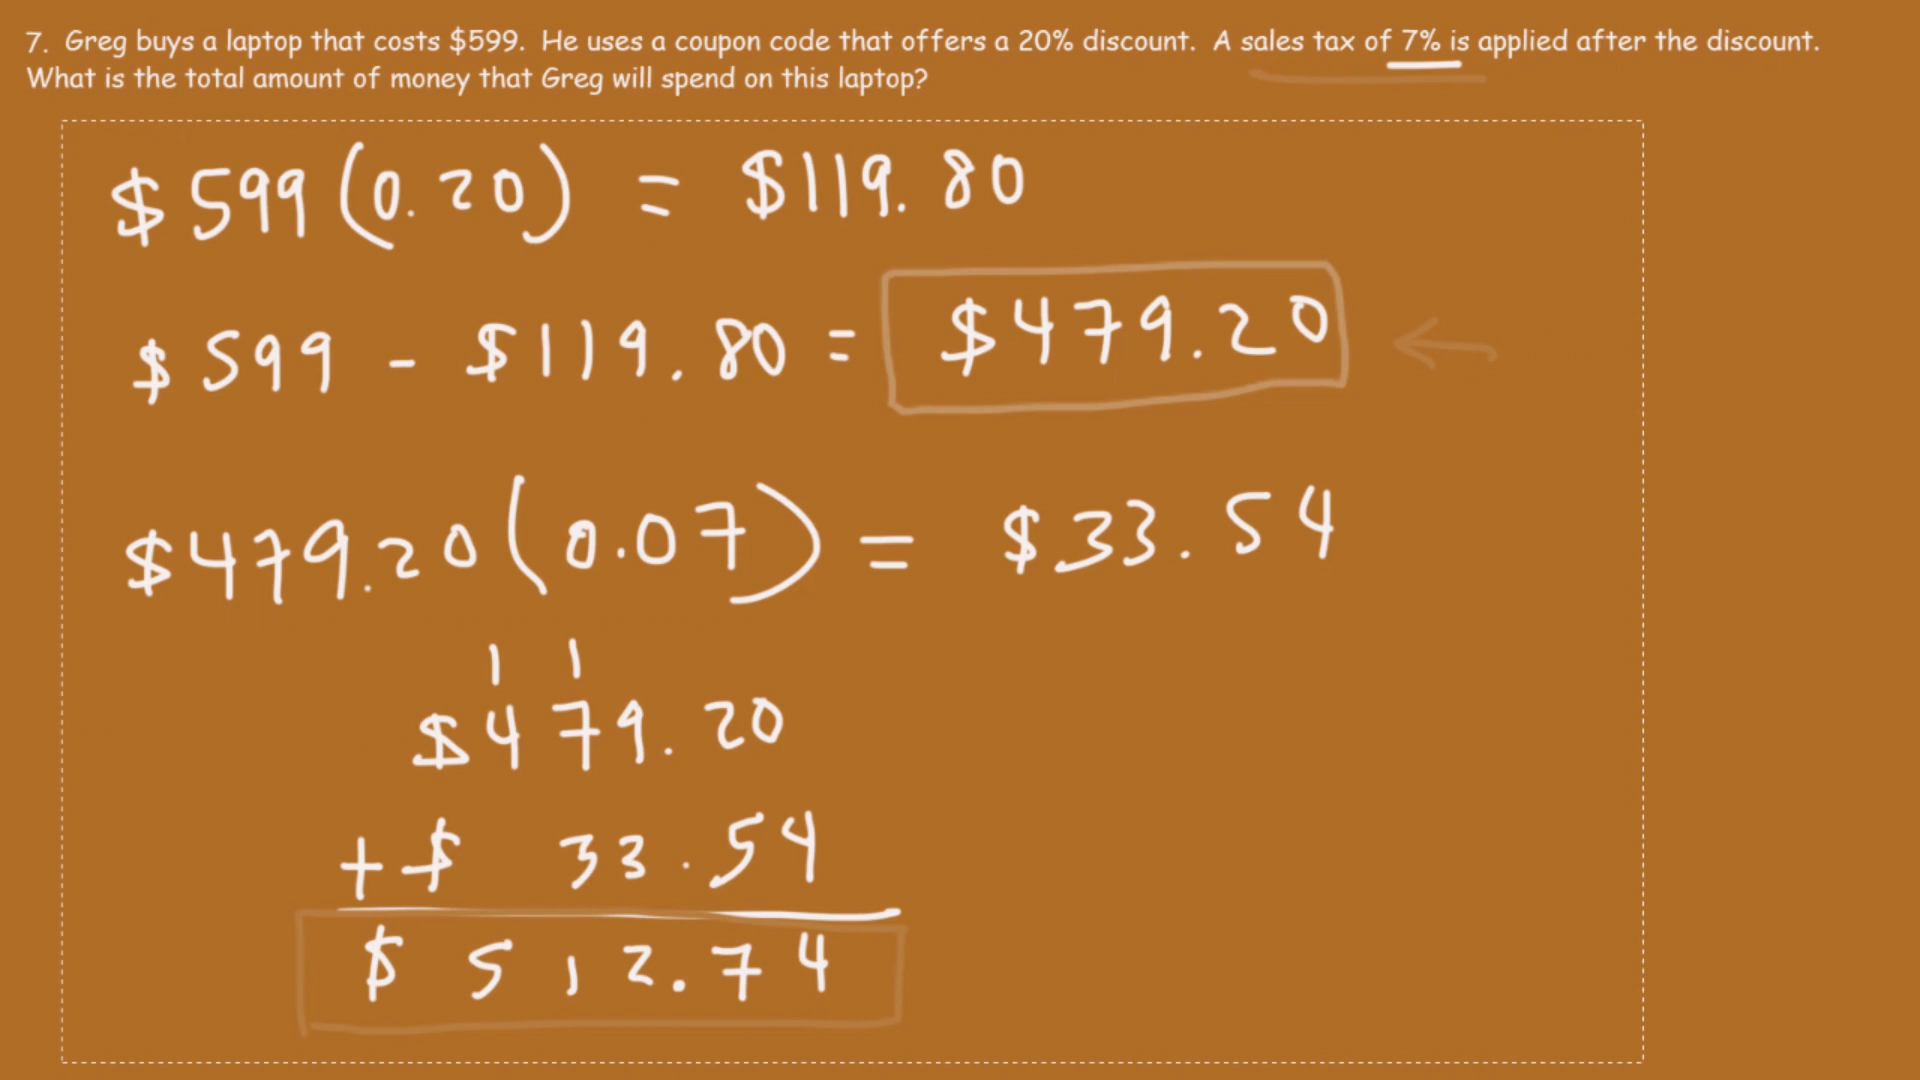 7. Greg buys a laptop that costs $599. He uses a coupon code that offers a 20% discount. A sales tax of 7% is applied after the discount.
What is the total amount of money that Greg will spend on this laptop?
$599(0.20) = $119.80
$599 - $119.80 = $479.20
$479.20(0.07) = $33.54
1 1
$479.20
+$ 33.54
$ 512.74